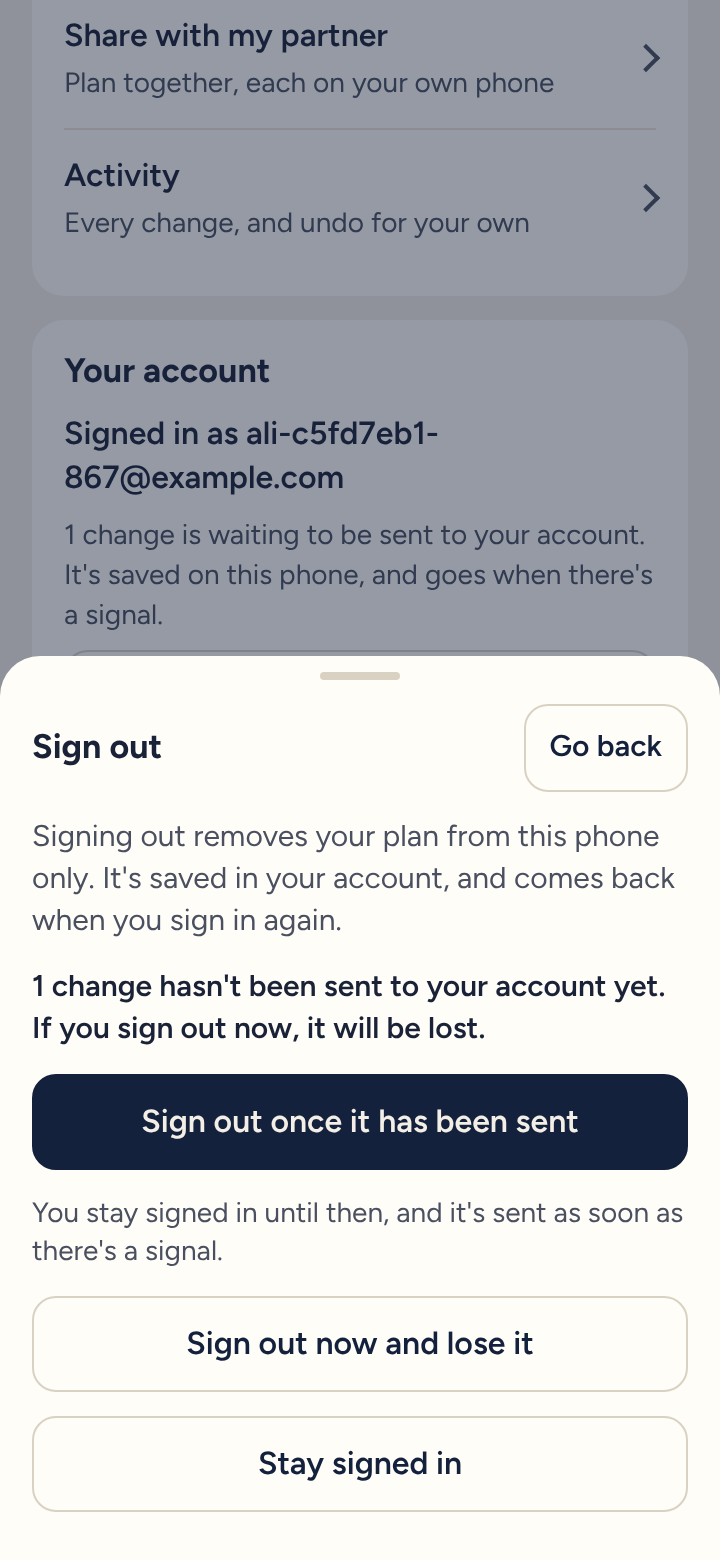 Share with my partner
Plan together, each on your own phone
Activity
Every change, and undo for your own
Your account
Signed in as ali-c5fd7eb1-
867@example.com
1 change is waiting to be sent to your account.
It's saved on this phone, and goes when there's
a signal.
Sign out
Go back
Signing out removes your plan from this phone
only. It's saved in your account, and comes back
when you sign in again.
1 change hasn't been sent to your account yet.
If you sign out now, it will be lost.
Sign out once it has been sent
You stay signed in until then, and it's sent as soon as
there's a signal.
Sign out now and lose it
Stay signed in